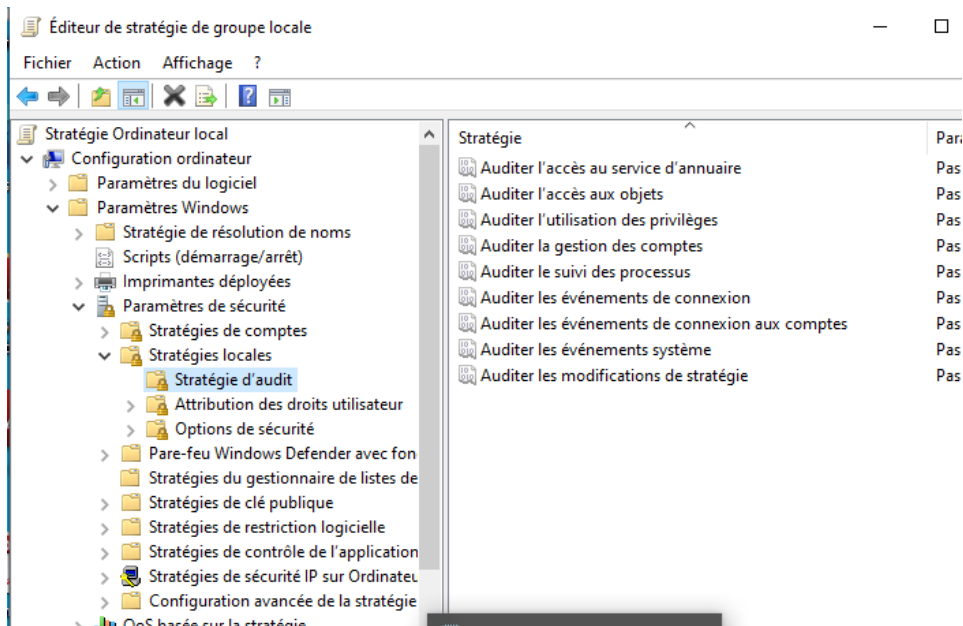 Éditeur de stratégie de groupe locale
Fichier Action Affichage ?
Stratégie Ordinateur local
Configuration ordinateur
Paramètres du logiciel
Paramètres Windows
Stratégie de résolution de noms
Scripts (démarrage/arrêt)
Imprimantes déployées
Paramètres de sécurité
Stratégies de comptes
Stratégies locales
Stratégie d'audit
Attribution des droits utilisateur
Options de sécurité
Pare-feu Windows Defender avec fon
Stratégies du gestionnaire de listes de
Stratégies de clé publique
Stratégies de restriction logicielle
Stratégies de contrôle de l'application
Stratégies de sécurité IP sur Ordinateu
Configuration avancée de la stratégie
QoS basée sur la stratégie
Stratégie Para
Auditer l'accès au service d'annuaire Pas
Auditer l'accès aux objets Pas
Auditer l'utilisation des privilèges Pas
Auditer la gestion des comptes Pas
Auditer le suivi des processus Pas
Auditer les événements de connexion Pas
Auditer les événements de connexion aux comptes Pas
Auditer les événements système Pas
Auditer les modifications de stratégie Pas